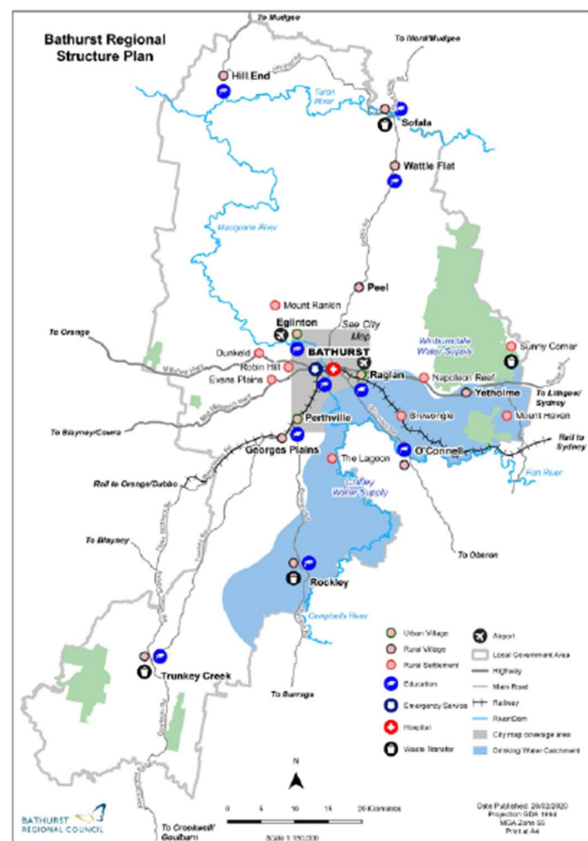 Bathurst Regional
Structure Plan
To Mudgee
To Ilford/Mudgee
Hill End
Turon
River
Sofala
Wattle Flat
Macquarie River
Peel
Mount Rankin
Eglinton
See City
Map
Winburndale
Water Supply
Sunny Corner
To Orange
Dunkeld
BATHURST
Robin Hill
Raglan
Napoleon Reef
Evans Plains
Yetholme
To Lithgow/
Sydney
To Blayney/Cowra
Perthville
Brewongle
Mount Haven
Georges Plains
O'Connell
Rail to
Sydney
The Lagoon
Fish River
Rail to Orange/Dubbo
Chifley
Water Supply
To Blayney
To Oberon
Rockley
Campbells River
Trunkey Creek
To Burraga
Urban Village
Rural Village
Rural Settlement
Education
Emergency Service
Hospital
Waste Transfer
Airport
Local Government Area
Highway
Main Road
Railway
River/Dam
City map coverage area
Drinking Water Catchment
N
BATHURST
REGIONAL COUNCIL
To Crookwell/
Goulburn
0 5 10 20 Kilometres
Scale 1:150,000
Date Published: 26/02/2020
Projection GDA 1994
MGA Zone 55
Print at A4